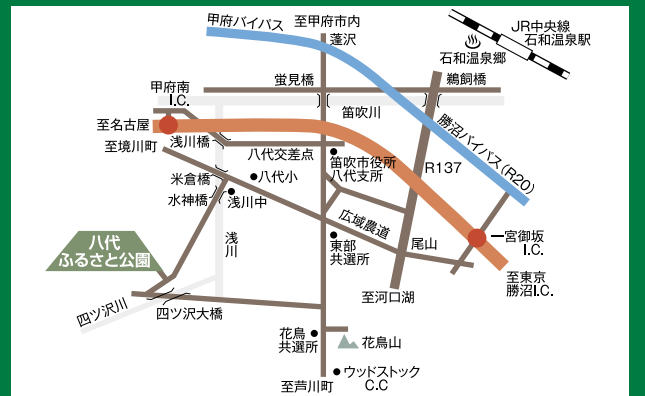 甲府バイパス
至甲府市内
蓬沢
JR中央線
石和温泉駅
石和温泉郷
蛍見橋
鵜飼橋
甲府南
I.C.
笛吹川
至名古屋
浅川橋
至境川町
八代交差点
笛吹市役所
八代支所
R137
勝沼バイパス(R20)
米倉橋
八代小
水神橋
浅川中
広域農道
一宮御坂
I.C.
八代
ふるさと公園
浅川
東部
共選所
尾山
至東京
勝沼I.C.
至河口湖
四ツ沢川
四ツ沢大橋
花鳥
共選所
花鳥山
ウッドストック
C.C
至芦川町